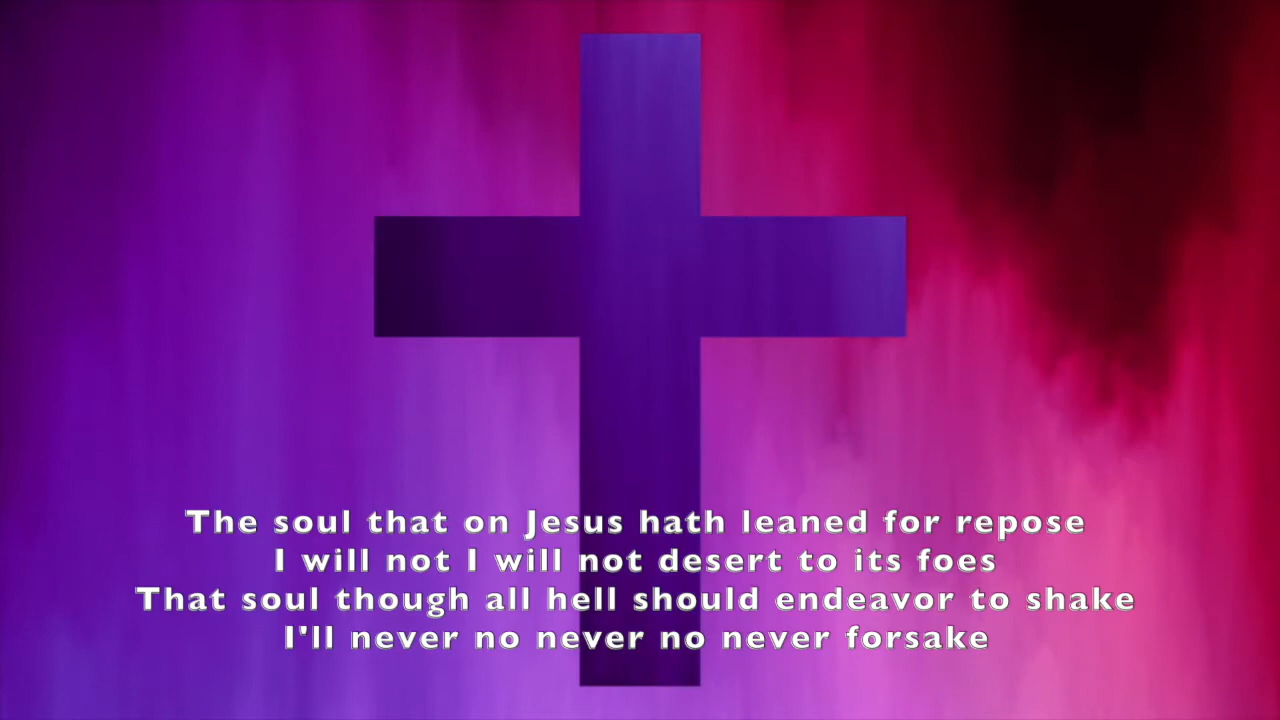 The soul that on Jesus hath leaned for repose
I will not I will not desert to its foes
That soul though all hell should endeavor to shake
I'll never no never no never forsake